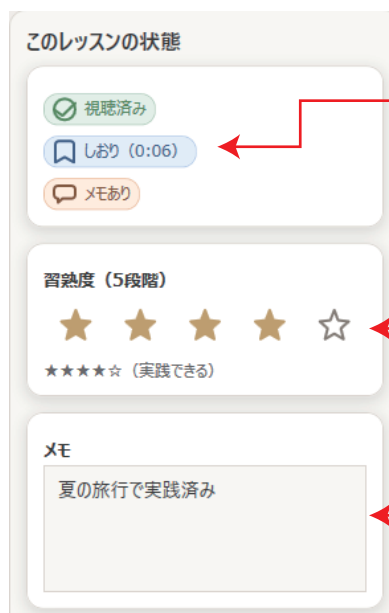 このレッスンの状態
視聴済み
しおり（0:06）
メモあり
習熟度（5段階）
★★★★☆（実践できる）
メモ
夏の旅行で実践済み